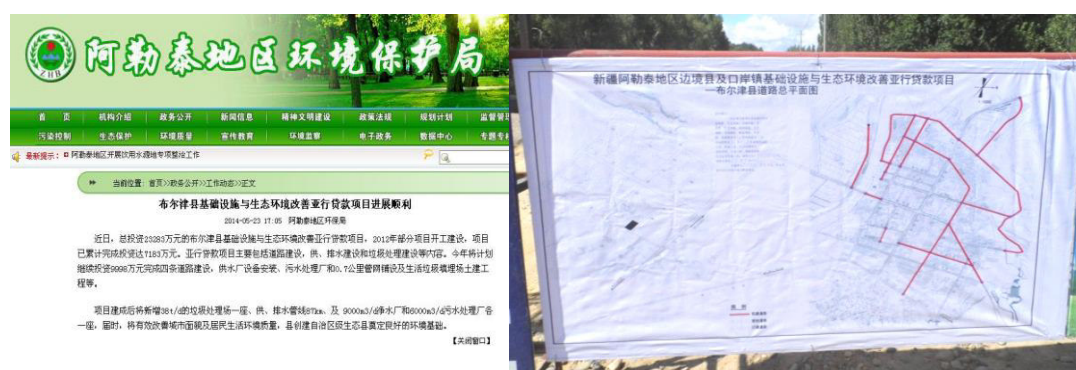 ZHB
阿勒泰地区环境保护局
首 页 机构介绍 政务公开 新闻信息 精神文明建设 政策法规 规划计划 监督管理
污染控制 生态保护 环境质量 宣传教育 环境监察 电子政务 数据中心 专题专栏
最新提示: 阿勒泰地区开展饮用水源地专项整治工作
当前位置: 首页>>政务公开>>工作动态>>正文
布尔津县基础设施与生态环境改善亚行贷款项目进展顺利
2014-05-23 17:05 阿勒泰地区环保局
近日，总投资23283万元的布尔津县基础设施与生态环境改善亚行贷款项目，2012年部分项目开工建设，项目
已累计完成投资达7183万元。亚行贷款项目主要包括道路建设，供、排水建设和垃圾处理建设等内容。今年将计划
继续投资9998万元完成四条道路建设，供水厂设备安装、污水处理厂和0.7公里管网铺设及生活垃圾填埋场土建工
程等。
项目建成后将新增38t/d的垃圾处理场一座、供、排水管线87km、及 9000m3/d净水厂和6000m3/d污水处理厂各
一座，届时，将有效改善城市面貌及居民生活环境质量，县创建自治区级生态县奠定良好的环境基础。
【关闭窗口】
新疆阿勒泰地区边境县及口岸镇基础设施与生态环境改善亚行贷款项目
—布尔津县道路总平面图
图 例